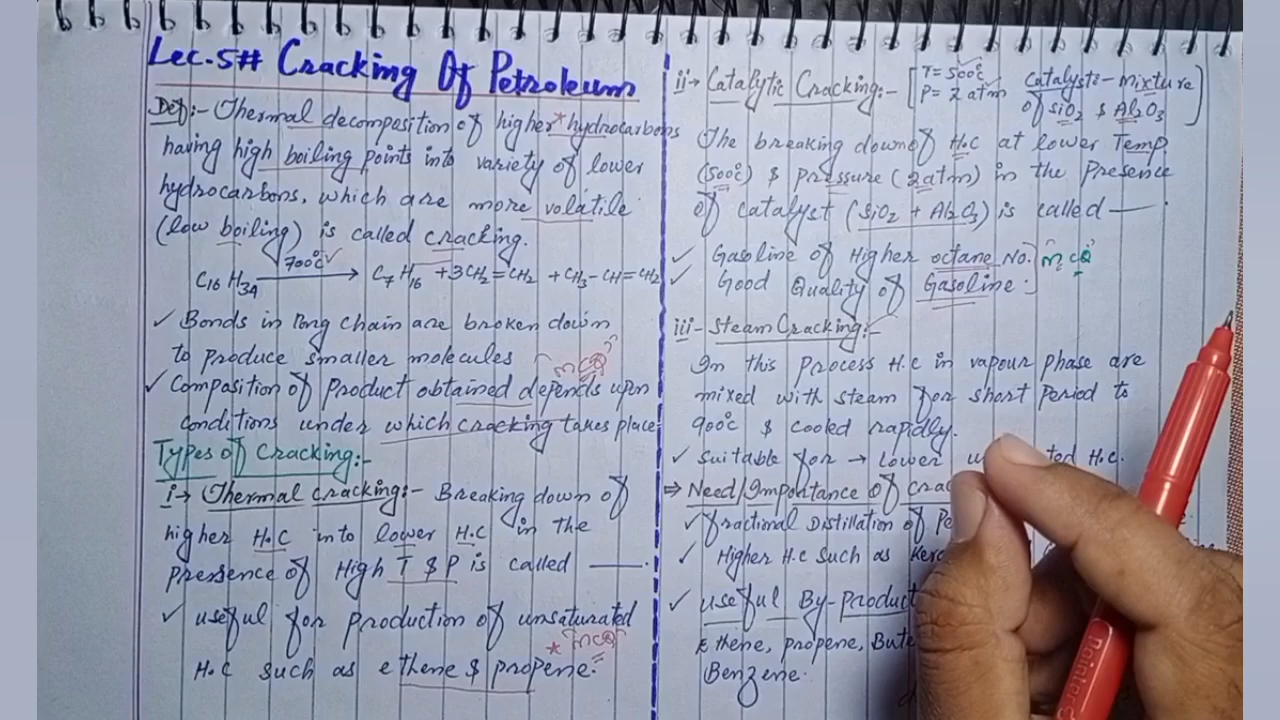 Lec.5# Cracking Of Petroleum
Def:- Thermal decomposition of higher* hydrocarbons
having high boiling points into variety of lower
hydrocarbons, which are more volatile
(low boiling) is called cracking.
C16 H34 700°C → C7 H16 + 3CH2=CH2 + CH3-CH=CH2
✓ Bonds in long chain are broken down
to produce smaller molecules
"MCQ"
✓ Composition of Product obtained depends upon
conditions under which cracking takes place
Types of Cracking:-
i→ Thermal cracking:- Breaking down of
higher H.C into lower H.C in the
presence of High T & P is called ——.
✓ useful for production of unsaturated
* "MCQ"
H.C such as ethene & propene.
ii- Catalytic Cracking:- [T= 500°C Catalyst- Mixture
P= 2 atm of SiO2 & Al2O3]
The breaking down of H.C at lower Temp
(500°C) & pressure (2atm) in the Presence
of catalyst (SiO2 + Al2O3) is called ——.
✓ Gasoline of Higher octane No. "MCQ"
✓ Good Quality of Gasoline.
iii- Steam Cracking:-
In this process H.C in vapour phase are
mixed with steam for short Period to
900°C & cooled rapidly.
✓ Suitable for → Lower ted H.C.
⇒ Need/Importance of Crac
✓ fractional Distillation of Pe
✓ Higher H.C Such as Kero
✓ Useful By-Product
Ethene, propene, Bute
Benzene.